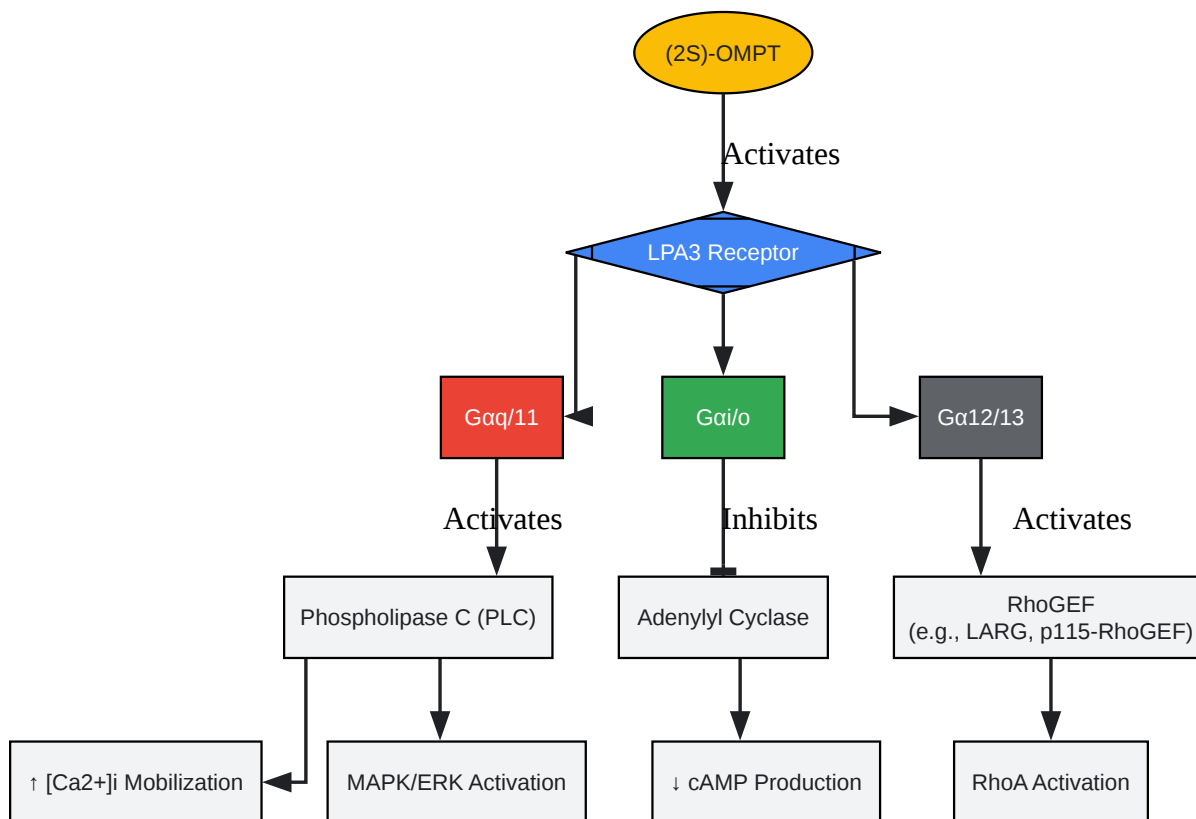 (2S)-OMPT
Activates
LPA3 Receptor
Gαq/11
Gαi/o
Gα12/13
Activates
Inhibits
Activates
Phospholipase C (PLC)
Adenylyl Cyclase
RhoGEF
(e.g., LARG, p115-RhoGEF)
↑ [Ca2+]i Mobilization
MAPK/ERK Activation
↓ cAMP Production
RhoA Activation